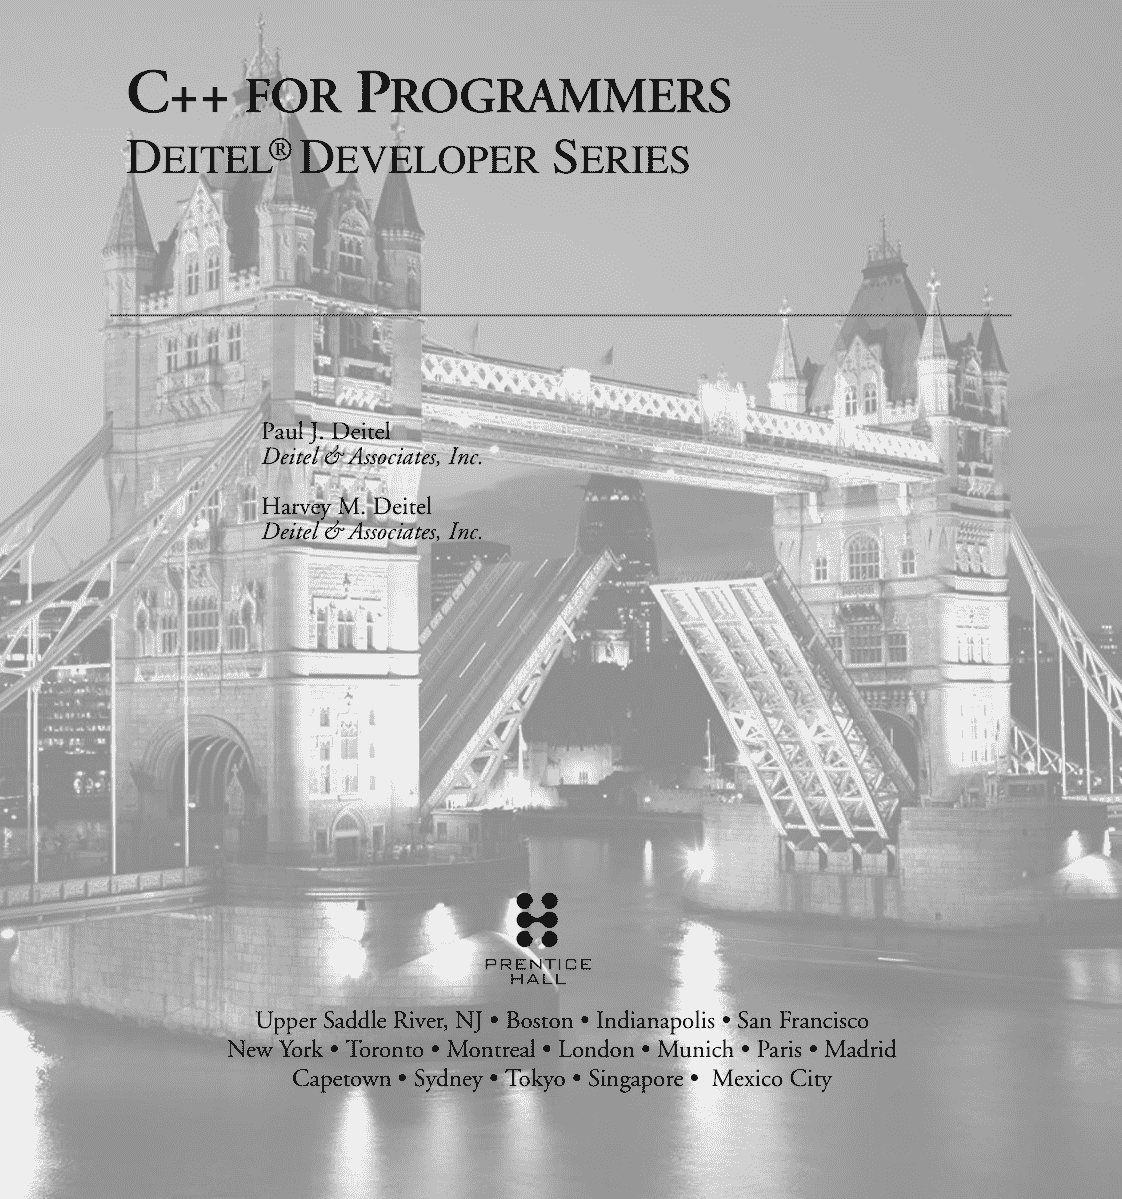 C++ FOR PROGRAMMERS
DEITEL® DEVELOPER SERIES
Paul J. Deitel
Deitel & Associates, Inc.
Harvey M. Deitel
Deitel & Associates, Inc.
PRENTICE
HALL
Upper Saddle River, NJ • Boston • Indianapolis • San Francisco
New York • Toronto • Montreal • London • Munich • Paris • Madrid
Capetown • Sydney • Tokyo • Singapore • Mexico City